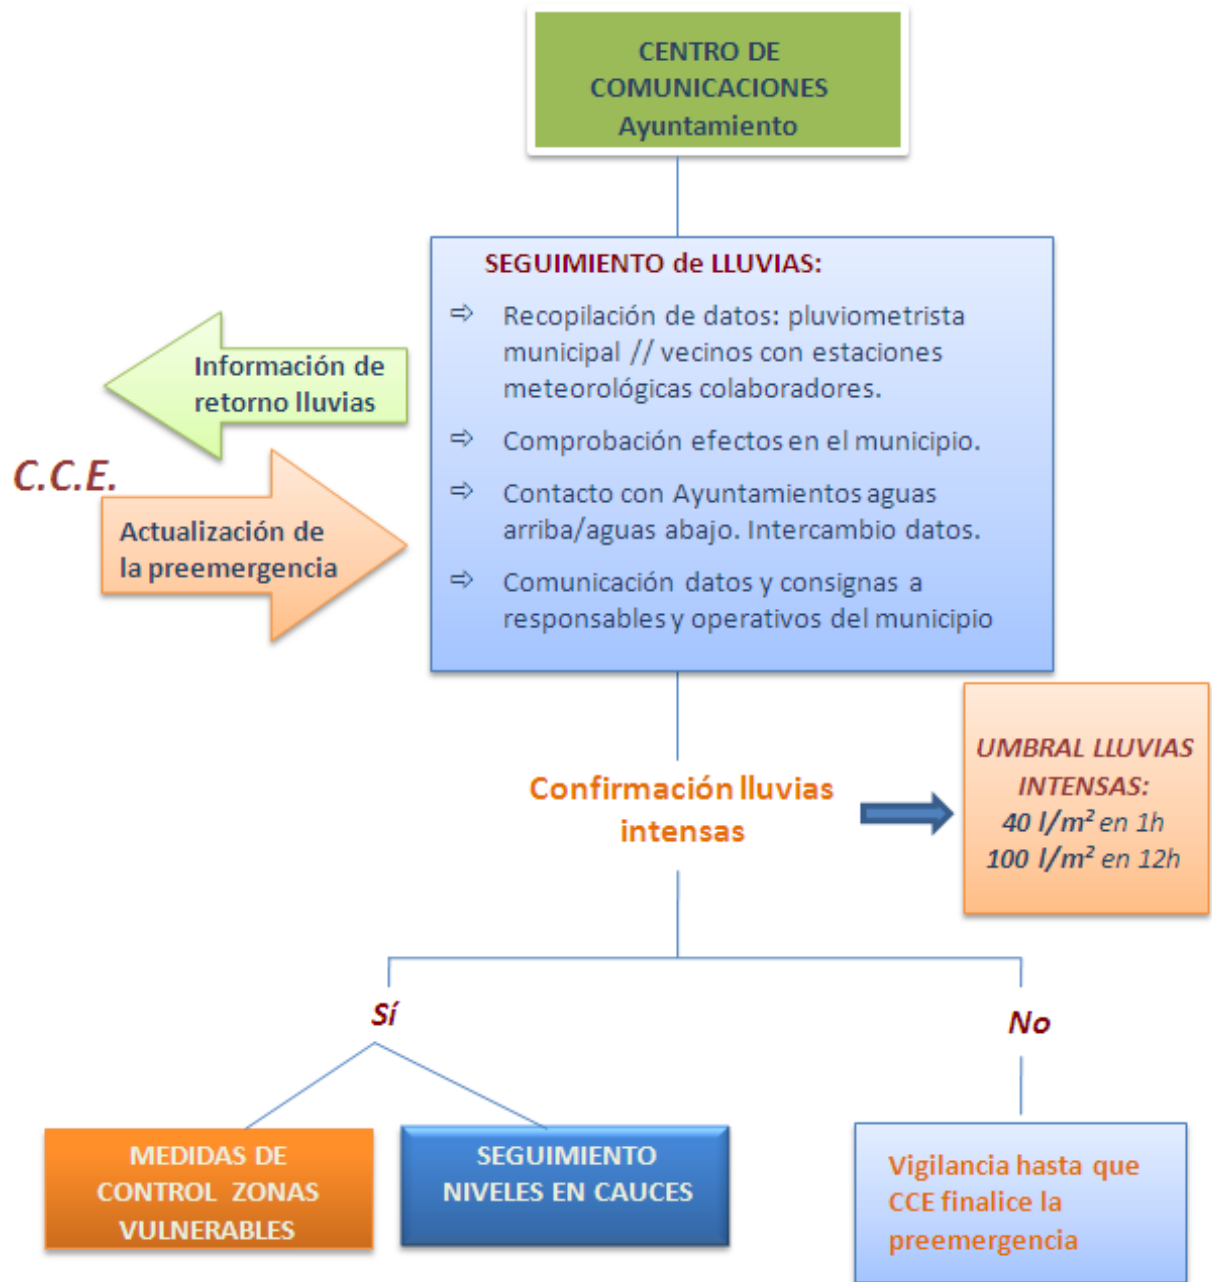 CENTRO DE
COMUNICACIONES
Ayuntamiento
SEGUIMIENTO de LLUVIAS:
⇨ Recopilación de datos: pluviometrista
municipal // vecinos con estaciones
meteorológicas colaboradores.
⇨ Comprobación efectos en el municipio.
⇨ Contacto con Ayuntamientos aguas
arriba/aguas abajo. Intercambio datos.
⇨ Comunicación datos y consignas a
responsables y operativos del municipio
Información de
retorno lluvias
C.C.E.
Actualización de
la preemergencia
Confirmación lluvias
intensas
UMBRAL LLUVIAS
INTENSAS:
40 l/m² en 1h
100 l/m² en 12h
Sí
No
MEDIDAS DE
CONTROL ZONAS
VULNERABLES
SEGUIMIENTO
NIVELES EN CAUCES
Vigilancia hasta que
CCE finalice la
preemergencia